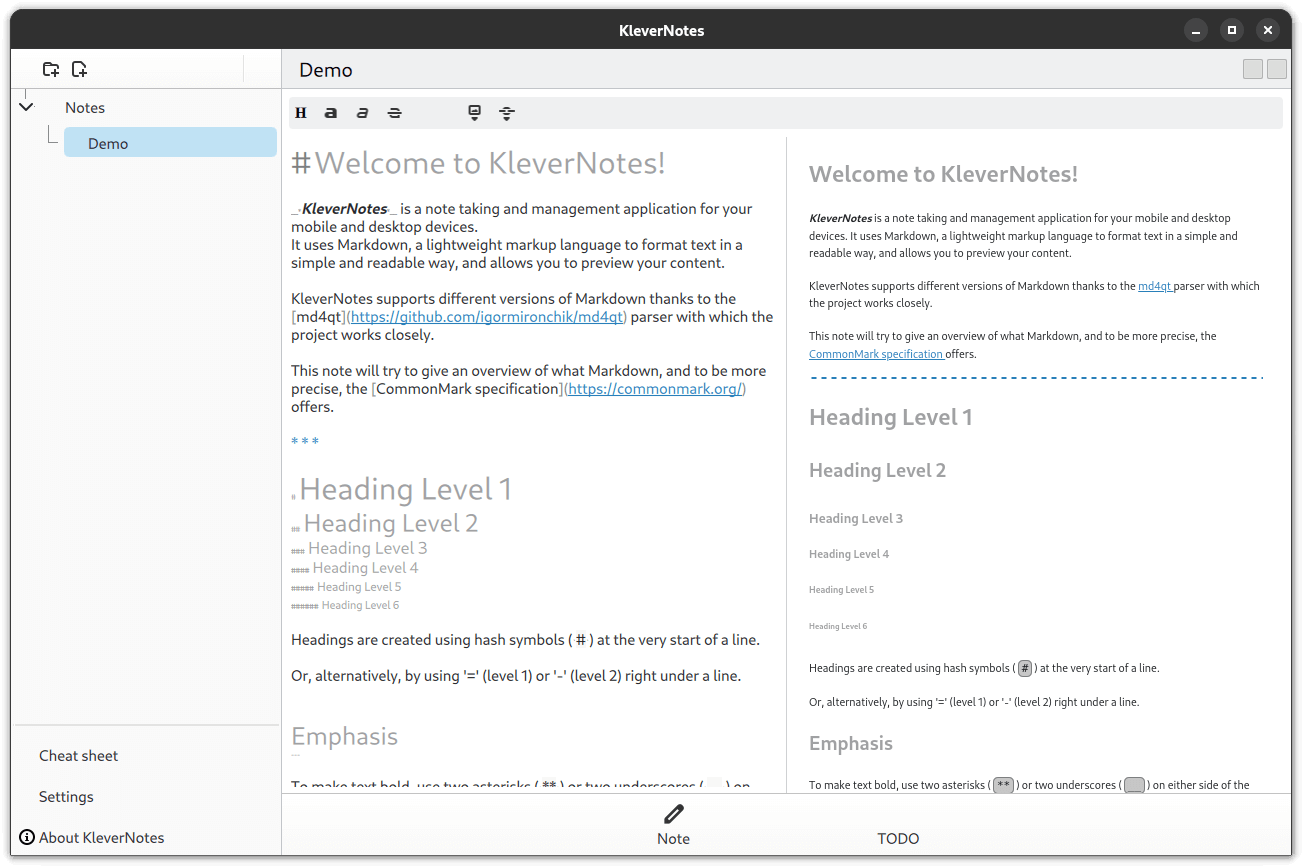 KleverNotes
Demo
Notes
Demo
Cheat sheet
Settings
About KleverNotes
H a a a
# Welcome to KleverNotes!
_*KleverNotes*_ is a note taking and management application for your
mobile and desktop devices.
It uses Markdown, a lightweight markup language to format text in a
simple and readable way, and allows you to preview your content.
KleverNotes supports different versions of Markdown thanks to the
[md4qt](https://github.com/igormironchik/md4qt) parser with which the
project works closely.
This note will try to give an overview of what Markdown, and to be more
precise, the [CommonMark specification](https://commonmark.org/)
offers.
* * *
# Heading Level 1
## Heading Level 2
### Heading Level 3
#### Heading Level 4
##### Heading Level 5
###### Heading Level 6
Headings are created using hash symbols (`#`) at the very start of a line.
Or, alternatively, by using '=' (level 1) or '-' (level 2) right under a line.
Emphasis
---
To make text bold, use two asterisks (`**`) or two underscores (`__`) on
Welcome to KleverNotes!
KleverNotes is a note taking and management application for your mobile and desktop
devices. It uses Markdown, a lightweight markup language to format text in a simple and
readable way, and allows you to preview your content.
KleverNotes supports different versions of Markdown thanks to the md4qt parser with which
the project works closely.
This note will try to give an overview of what Markdown, and to be more precise, the
CommonMark specification offers.
Heading Level 1
Heading Level 2
Heading Level 3
Heading Level 4
Heading Level 5
Heading Level 6
Headings are created using hash symbols ( # ) at the very start of a line.
Or, alternatively, by using '=' (level 1) or '-' (level 2) right under a line.
Emphasis
To make text bold, use two asterisks ( ** ) or two underscores ( __ ) on either side of the
Note
TODO